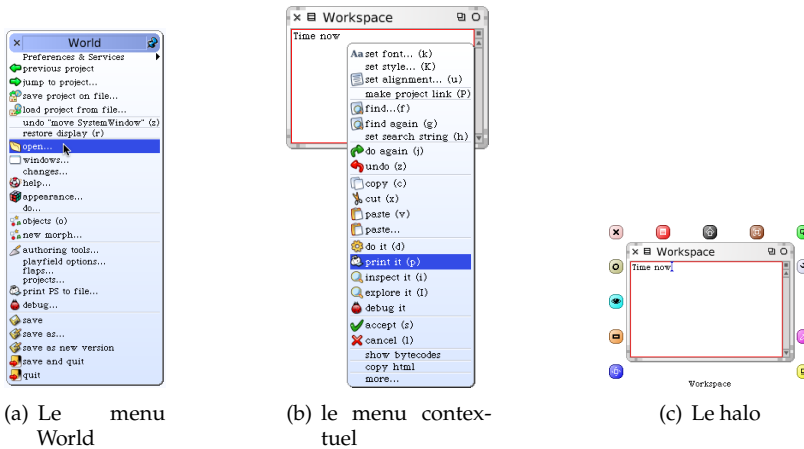 World
Preferences & Services
previous project
jump to project...
save project on file...
load project from file...
undo "move SystemWindow" (z)
restore display (r)
open...
windows...
changes...
help...
appearance...
do...
objects (o)
new morph...
authoring tools...
playfield options...
flaps...
projects...
print PS to file...
debug...
save
save as...
save as new version
save and quit
quit
(a) Le menu
World
Workspace
Time now
set font... (k)
set style... (K)
set alignment... (u)
make project link (P)
find...(f)
find again (g)
set search string (h)
do again (j)
undo (z)
copy (c)
cut (x)
paste (v)
paste...
do it (d)
print it (p)
inspect it (i)
explore it (I)
debug it
accept (s)
cancel (l)
show bytecodes
copy html
more...
(b) le menu contex-
tuel
Workspace
Time now
Workspace
(c) Le halo